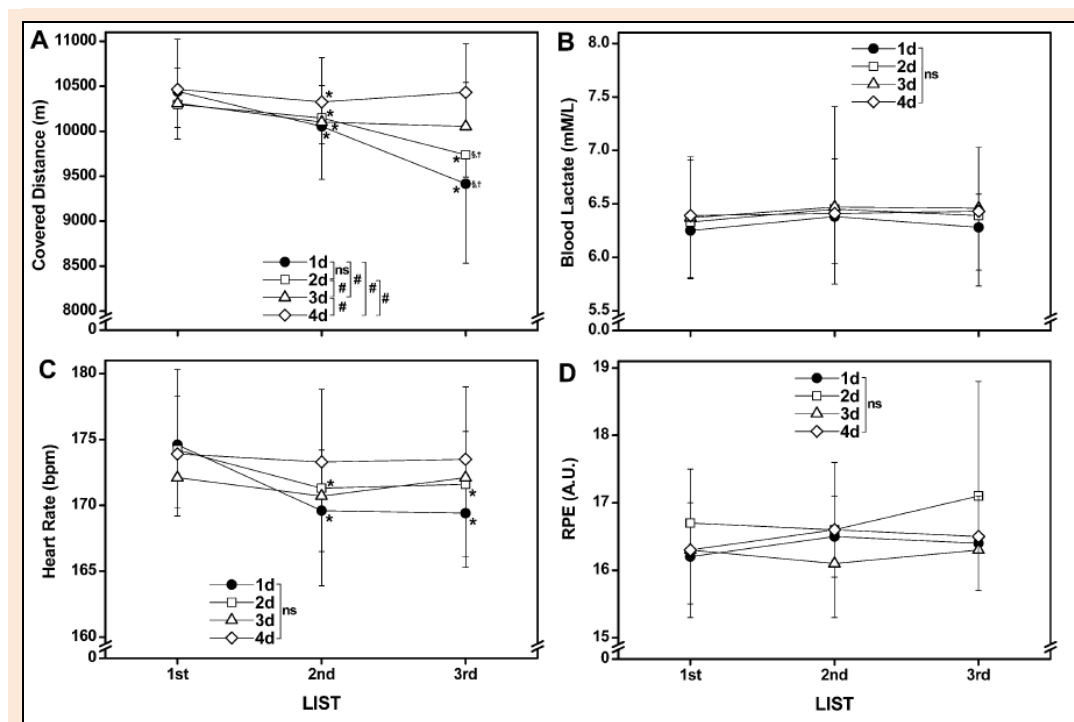 A
11000
10500
10000
9500
9000
8500
8000
0
Covered Distance (m)
* * * *
* §,†
* §,†
1d
2d
3d
4d
ns # # # # #
B
8.0
7.5
7.0
6.5
6.0
5.5
0.0
Blood Lactate (mM/L)
1d
2d
3d
4d
ns
C
180
175
170
165
160
0
Heart Rate (bpm)
* *
* *
1d
2d
3d
4d
ns
1st 2nd 3rd
LIST
D
19
18
17
16
15
0
RPE (A.U.)
1d
2d
3d
4d
ns
1st 2nd 3rd
LIST